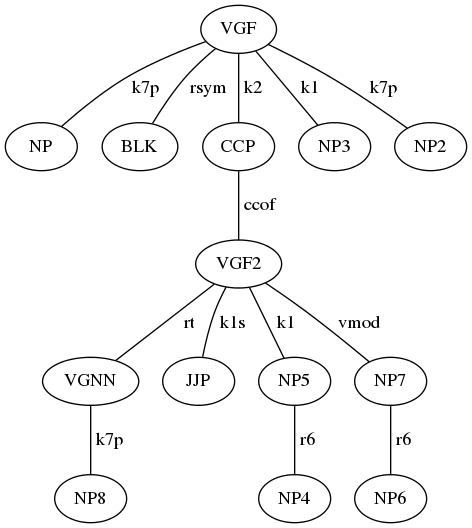 VGF
k7p rsym k2 k1 k7p
NP BLK CCP NP3 NP2
ccof
VGF2
rt k1s k1 vmod
VGNN JJP NP5 NP7
k7p r6 r6
NP8 NP4 NP6